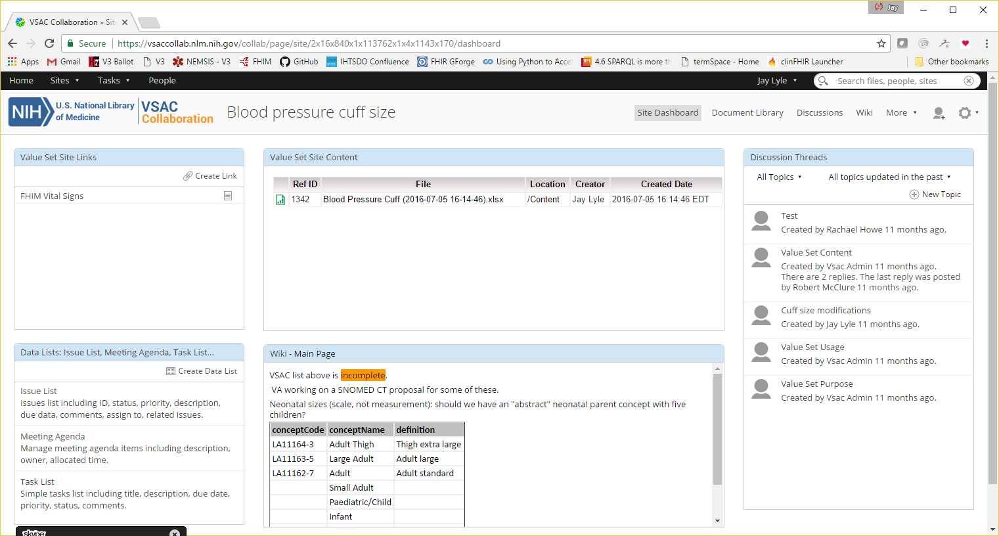 Jay
VSAC Collaboration » Sit
Secure https://vsaccollab.nlm.nih.gov/collab/page/site/2x16x840x1x113762x1x4x1143x170/dashboard
Apps Gmail V3 Ballot V3 NEMSIS - V3 FHIM GitHub IHTSDO Confluence FHIR GForge Using Python to Acce 4.6 SPARQL is more th termSpace - Home clinFHIR Launcher Other bookmarks
Home Sites Tasks People Jay Lyle Search files, people, sites
NIH U.S. National Library
of Medicine
VSAC
Collaboration
Blood pressure cuff size
Site Dashboard Document Library Discussions Wiki More
Value Set Site Links
Create Link
FHIM Vital Signs
Value Set Site Content
Ref ID File Location Creator Created Date
1342 Blood Pressure Cuff (2016-07-05 16-14-46).xlsx /Content Jay Lyle 2016-07-05 16:14:46 EDT
Discussion Threads
All Topics All topics updated in the past
New Topic
Test
Created by Rachael Howe 11 months ago.
Value Set Content
Created by Vsac Admin 11 months ago.
There are 2 replies. The last reply was posted
by Robert McClure 11 months ago.
Cuff size modifications
Created by Jay Lyle 11 months ago.
Value Set Usage
Created by Vsac Admin 11 months ago.
Value Set Purpose
Created by Vsac Admin 11 months ago.
Data Lists: Issue List, Meeting Agenda, Task List...
Create Data List
Issue List
Issues list including ID, status, priority, description,
due data, comments, assign to, related issues.
Meeting Agenda
Manage meeting agenda items including description,
owner, allocated time.
Task List
Simple tasks list including title, description, due date,
priority, status, comments.
Wiki - Main Page
VSAC list above is incomplete.
VA working on a SNOMED CT proposal for some of these.
Neonatal sizes (scale, not measurement): should we have an "abstract" neonatal parent concept with five
children?
conceptCode conceptName definition
LA11164-3 Adult Thigh Thigh extra large
LA11163-5 Large Adult Adult large
LA11162-7 Adult Adult standard
Small Adult
Paediatric/Child
Infant
skype